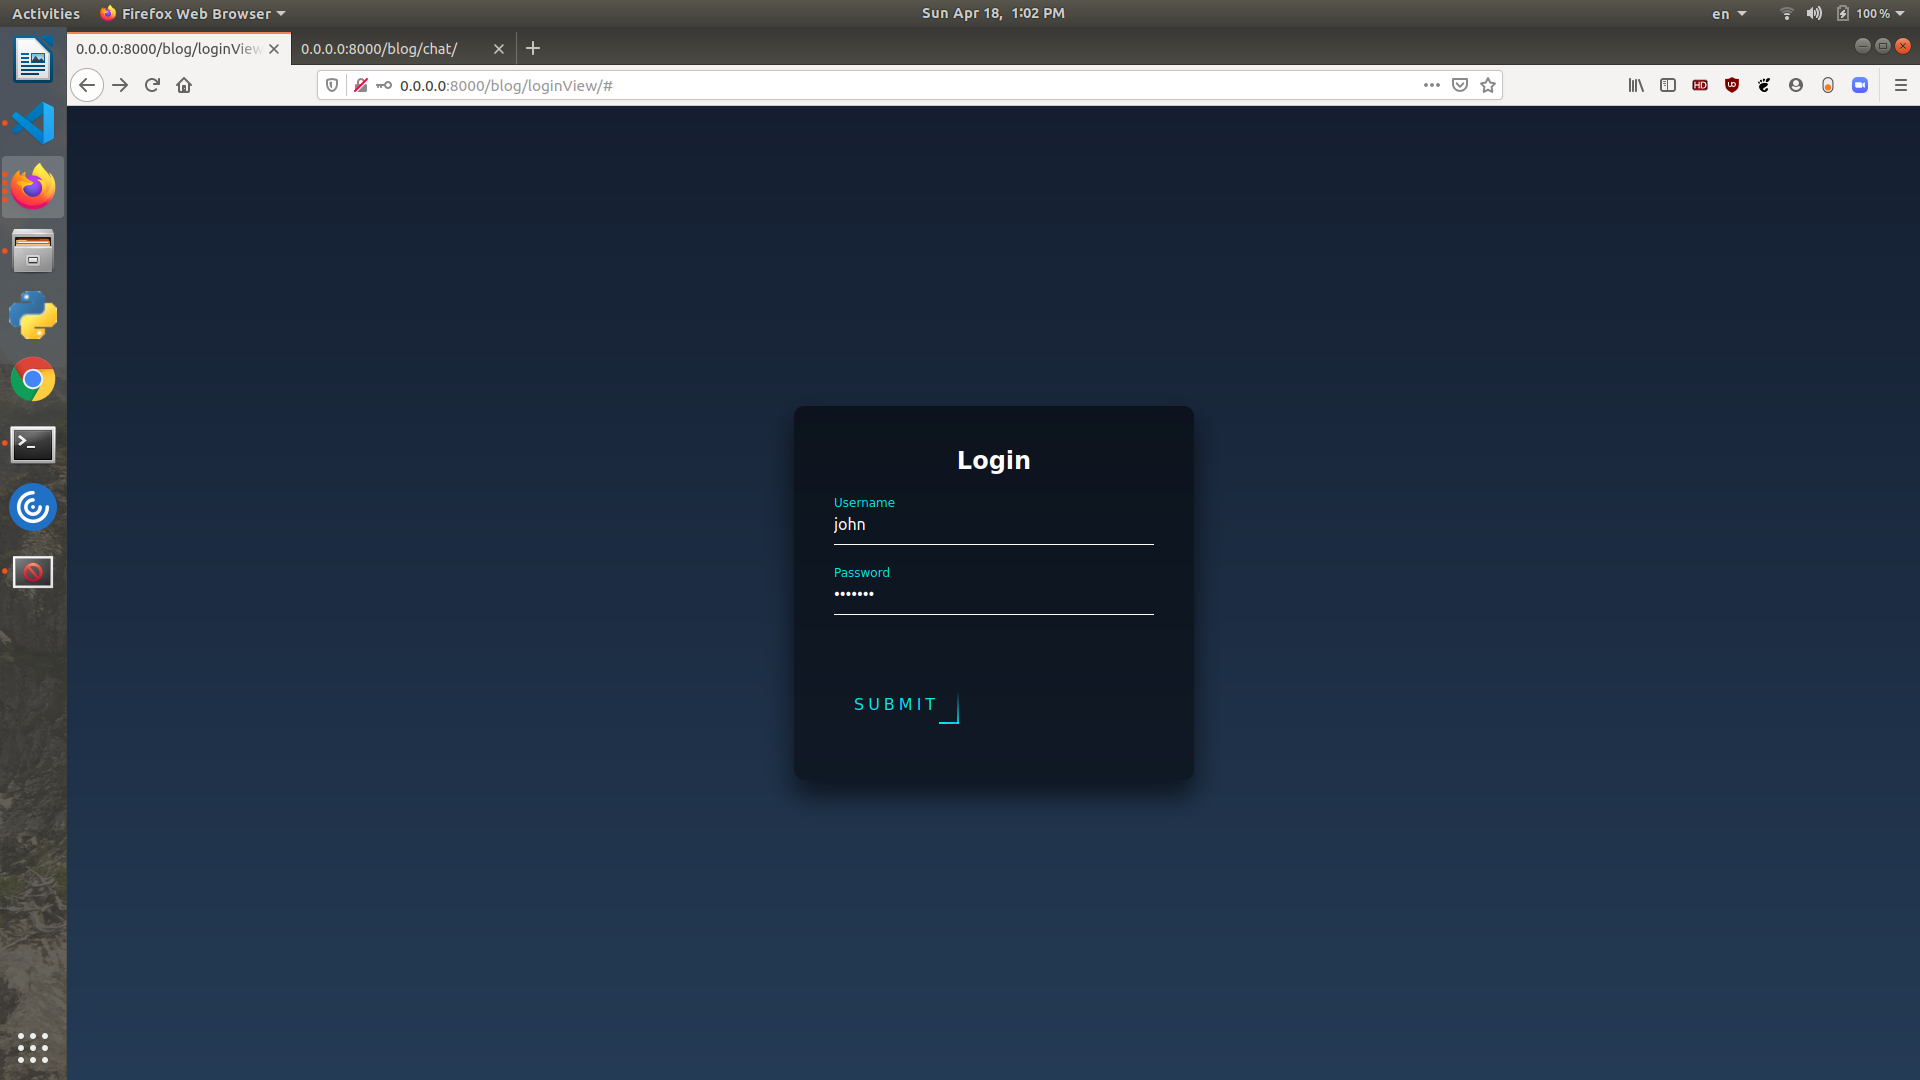 Activities Firefox Web Browser Sun Apr 18, 1:02 PM en 100 %
0.0.0.0:8000/blog/loginView 0.0.0.0:8000/blog/chat/
0.0.0.0:8000/blog/loginView/#
HD
Login
Username
john
Password
•••••••
SUBMIT